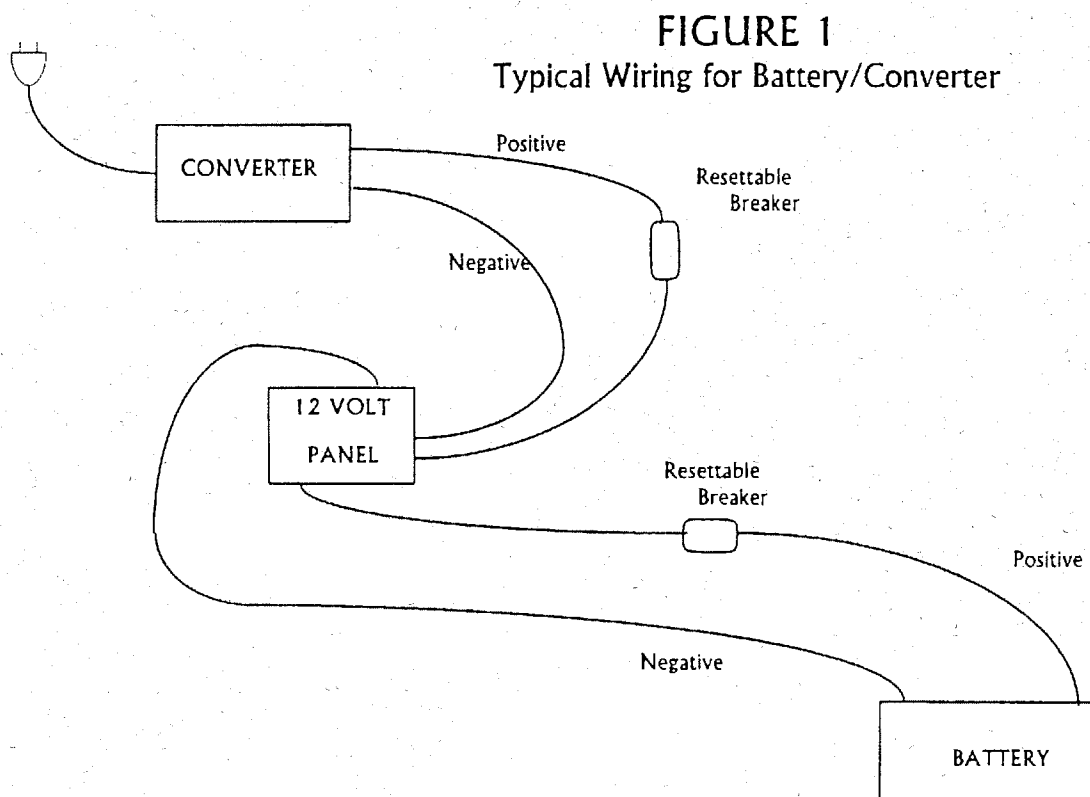 FIGURE 1
Typical Wiring for Battery/Converter
CONVERTER
Positive
Resettable
Breaker
Negative
12 VOLT
PANEL
Resettable
Breaker
Positive
Negative
BATTERY